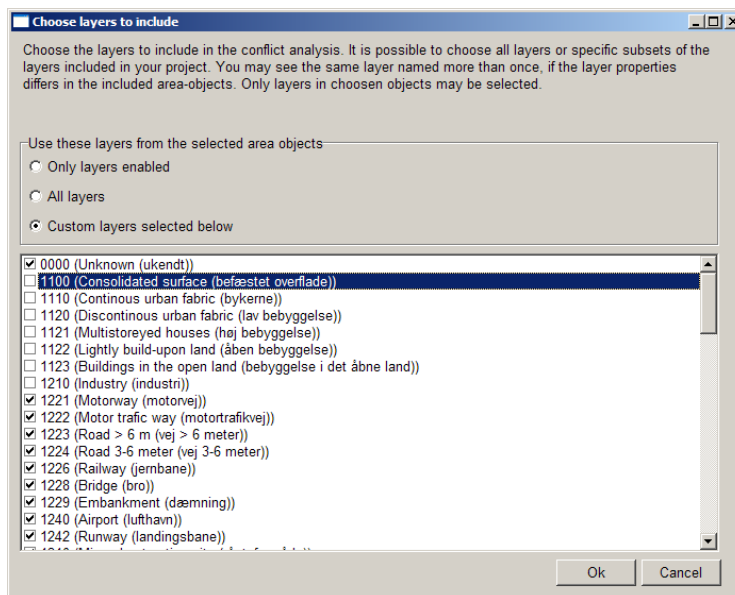 Choose layers to include
Choose the layers to include in the conflict analysis. It is possible to choose all layers or specific subsets of the
layers included in your project. You may see the same layer named more than once, if the layer properties
differs in the included area-objects. Only layers in choosen objects may be selected.
Use these layers from the selected area objects
Only layers enabled
All layers
Custom layers selected below
0000 (Unknown (ukendt))
1100 (Consolidated surface (befæstet overflade))
1110 (Continous urban fabric (bykerne))
1120 (Discontinous urban fabric (lav bebyggelse))
1121 (Multistoreyed houses (høj bebyggelse))
1122 (Lightly build-upon land (åben bebyggelse))
1123 (Buildings in the open land (bebyggelse i det åbne land))
1210 (Industry (industri))
1221 (Motorway (motorvej))
1222 (Motor trafic way (motortrafikvej))
1223 (Road > 6 m (vej > 6 meter))
1224 (Road 3-6 meter (vej 3-6 meter))
1226 (Railway (jernbane))
1228 (Bridge (bro))
1229 (Embankment (dæmning))
1240 (Airport (lufthavn))
1242 (Runway (landingsbane))
Ok Cancel